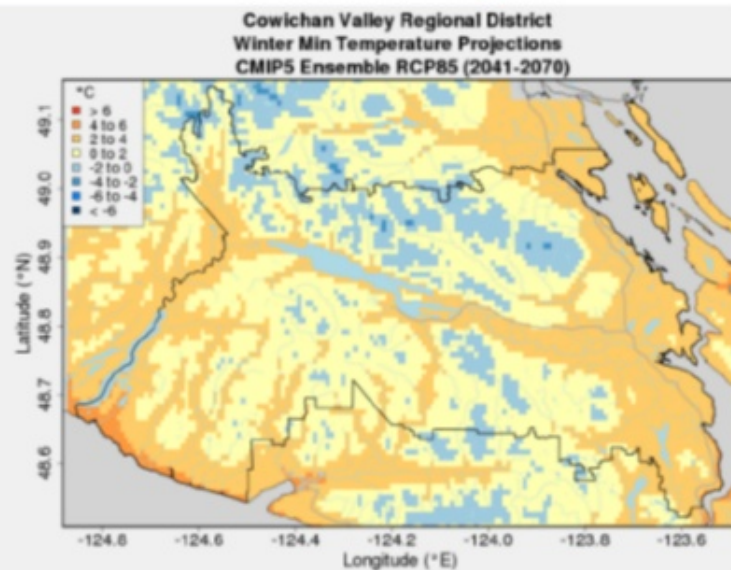 Cowichan Valley Regional District
Winter Min Temperature Projections
CMIP5 Ensemble RCP85 (2041-2070)
°C
> 6
4 to 6
2 to 4
0 to 2
-2 to 0
-4 to -2
-6 to -4
< -6
Latitude (°N)
49.1
49.0
48.9
48.8
48.7
48.6
-124.8 -124.6 -124.4 -124.2 -124.0 -123.8 -123.6
Longitude (°E)